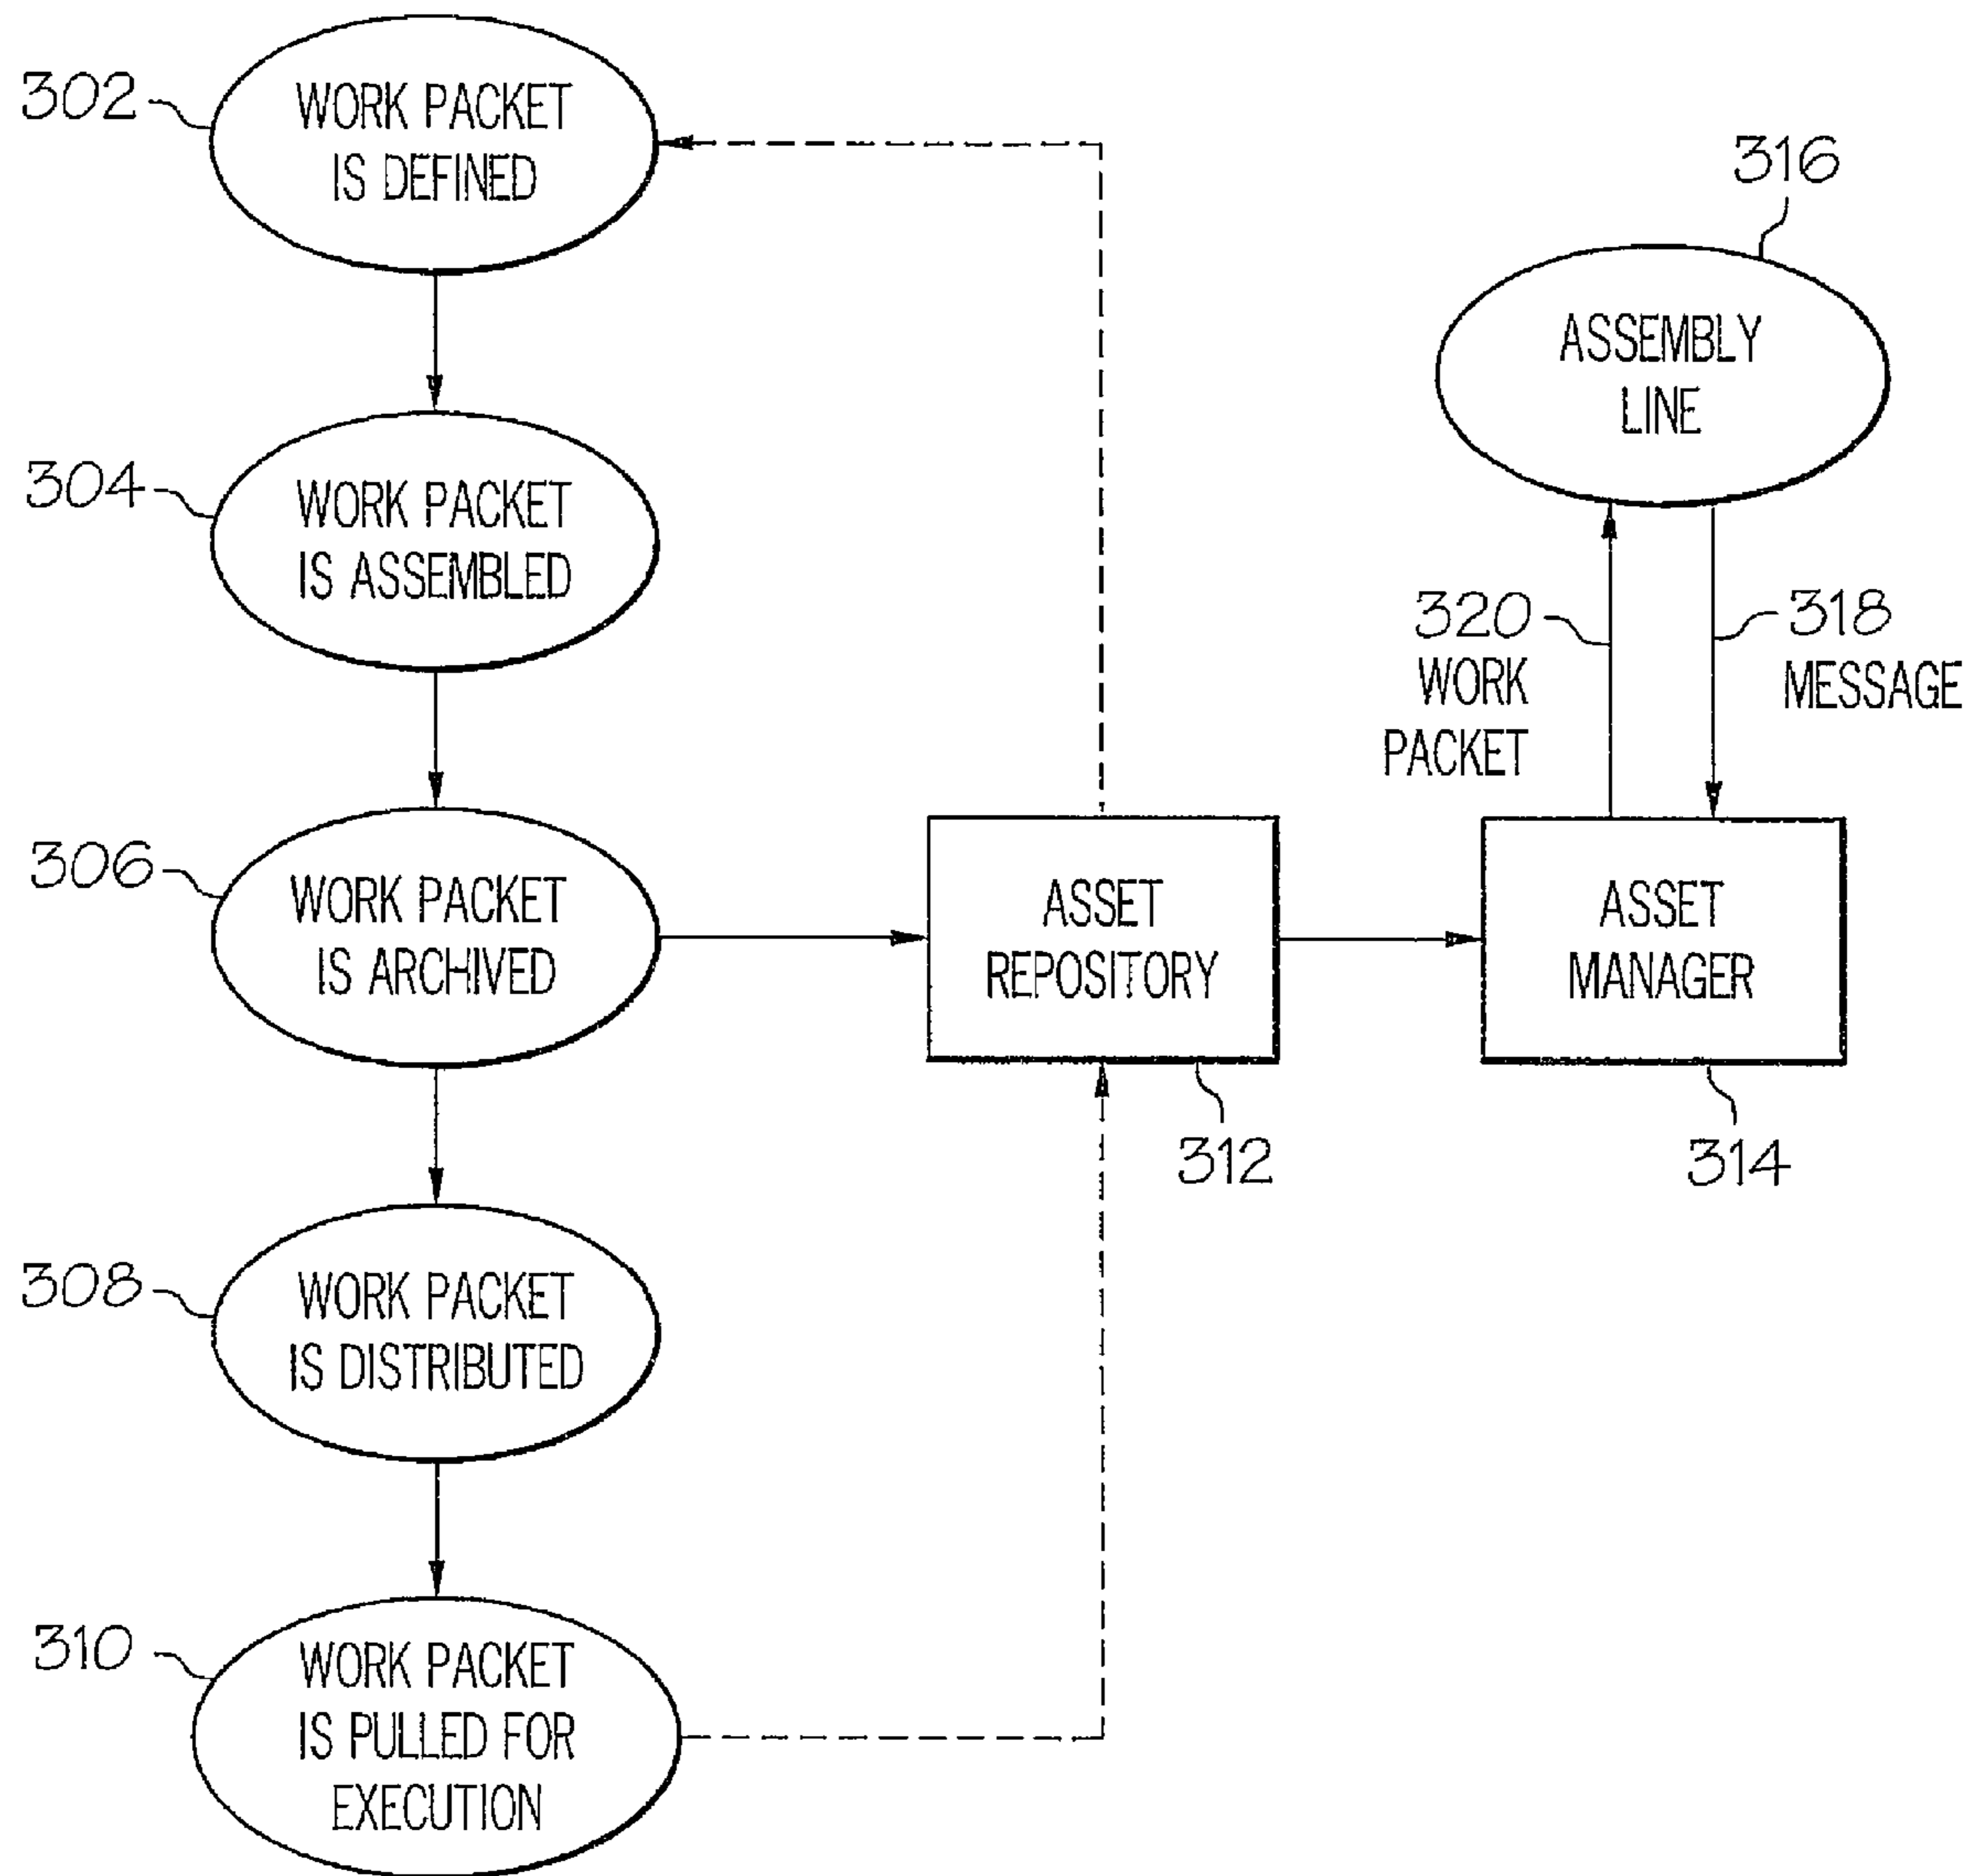 302
WORK PACKET
IS DEFINED
316
ASSEMBLY
LINE
304
WORK PACKET
IS ASSEMBLED
320
WORK
PACKET
318
MESSAGE
306
WORK PACKET
IS ARCHIVED
ASSET
REPOSITORY
312
ASSET
MANAGER
314
308
WORK PACKET
IS DISTRIBUTED
310
WORK PACKET
IS PULLED FOR
EXECUTION